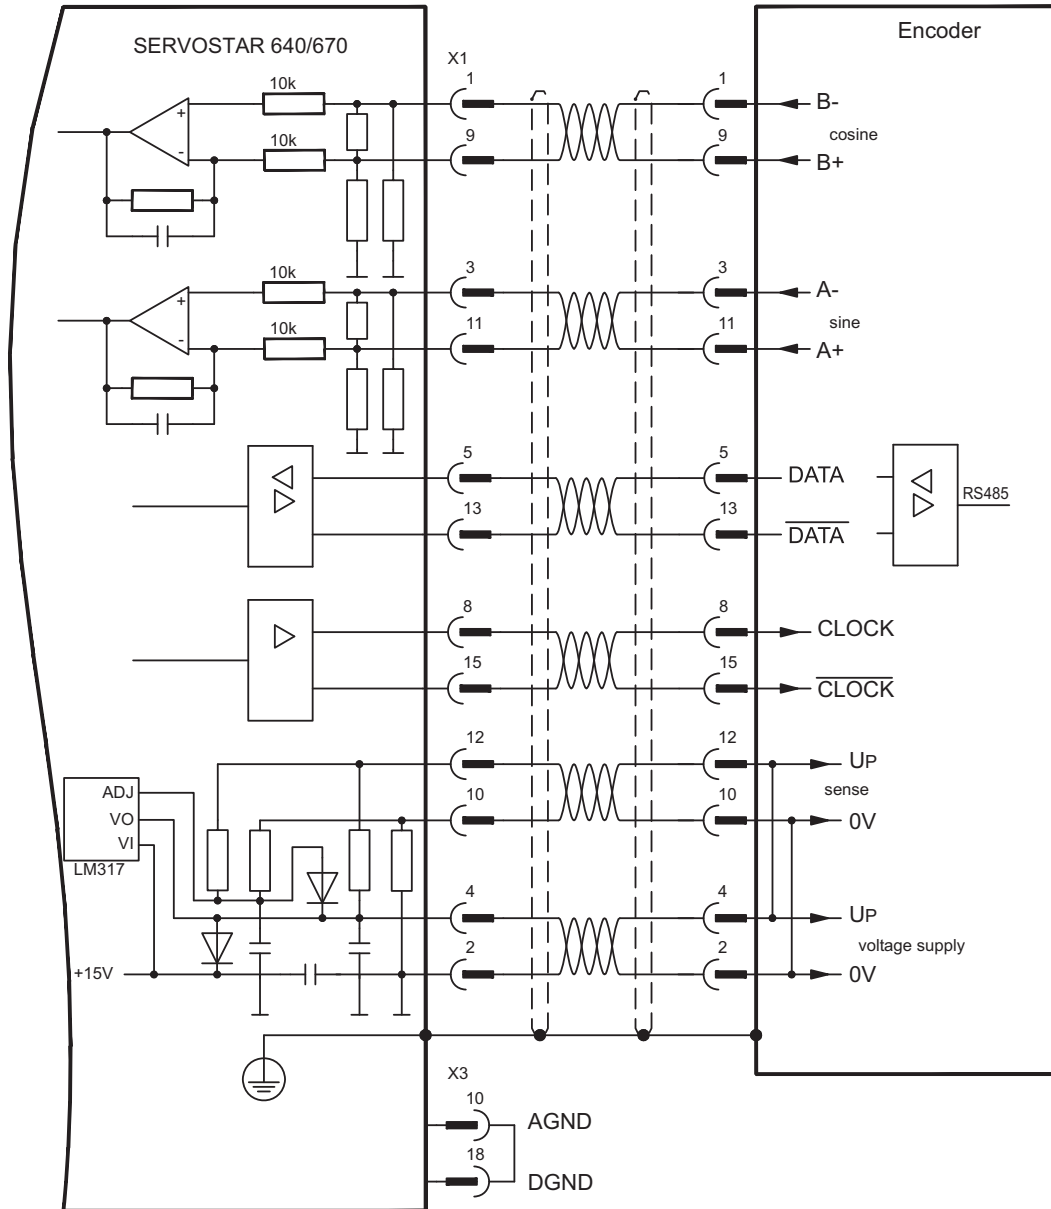 SERVOSTAR 640/670
Encoder
X1
10k
+
1
1
B-
cosine
-
10k
9
9
B+
10k
+
3
3
A-
sine
-
10k
11
11
A+
5
5
DATA
RS485
13
13
DATA
8
8
CLOCK
15
15
CLOCK
12
12
UP
sense
ADJ
VO
VI
LM317
10
10
0V
4
4
UP
voltage supply
+15V
2
2
0V
X3
10
AGND
18
DGND